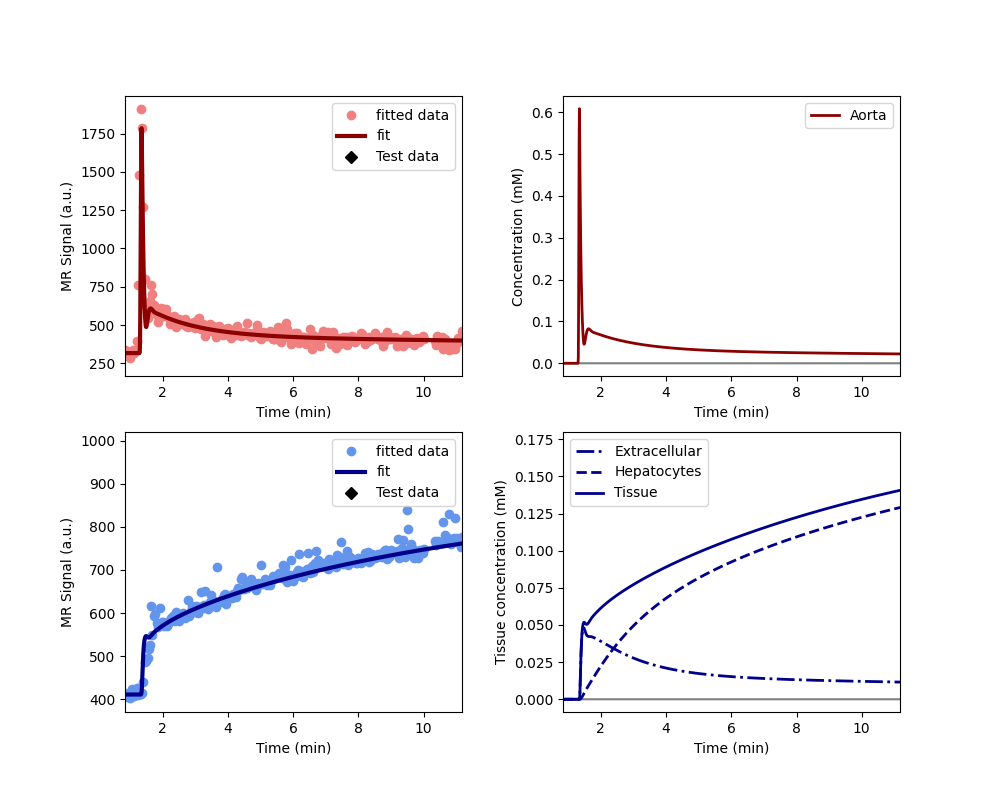 1750
1500
1250
1000
750
500
250
MR Signal (a.u.)
fitted data
fit
Test data
2
4
6
8
10
Time (min)
0.6
0.5
0.4
0.3
0.2
0.1
0.0
Concentration (mM)
Aorta
2
4
6
8
10
Time (min)
1000
900
800
700
600
500
400
MR Signal (a.u.)
fitted data
fit
Test data
2
4
6
8
10
Time (min)
0.175
0.150
0.125
0.100
0.075
0.050
0.025
0.000
Tissue concentration (mM)
Extracellular
Hepatocytes
Tissue
2
4
6
8
10
Time (min)